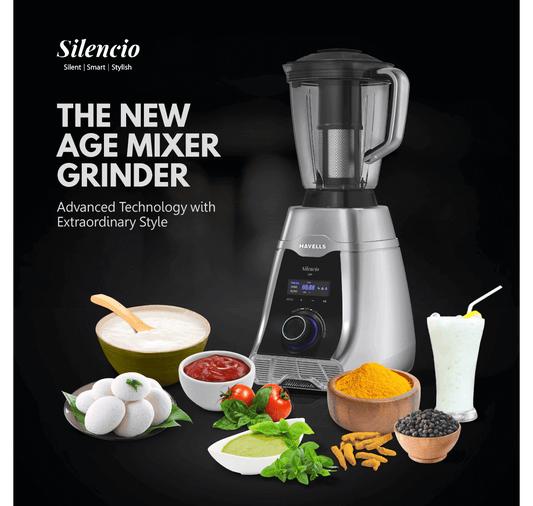 Silencio
Silent | Smart | Stylish
THE NEW
AGE MIXER
GRINDER
Advanced Technology with
Extraordinary Style
HAVELLS
Silencio